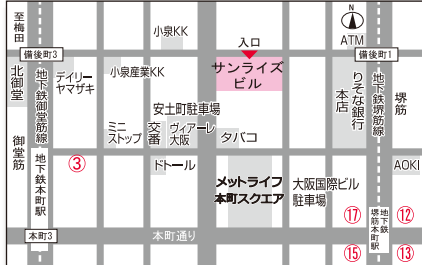 至梅田
小泉KK
N
ATM
入口
備後町3
備後町1
北御堂
地下鉄御堂筋線
デイリー
ヤマザキ
小泉産業KK
サンライズ
ビル
りそな銀行
本店
地下鉄堺筋線
堺筋
安土町駐車場
ミニ
ストップ
交番
ヴィアーレ
大阪
タバコ
御堂筋
地下鉄本町駅
③
ドトール
メットライフ
本町スクエア
大阪国際ビル
駐車場
AOKI
⑰
地下鉄
堺筋本町駅
⑫
本町3
本町通り
⑮
⑬